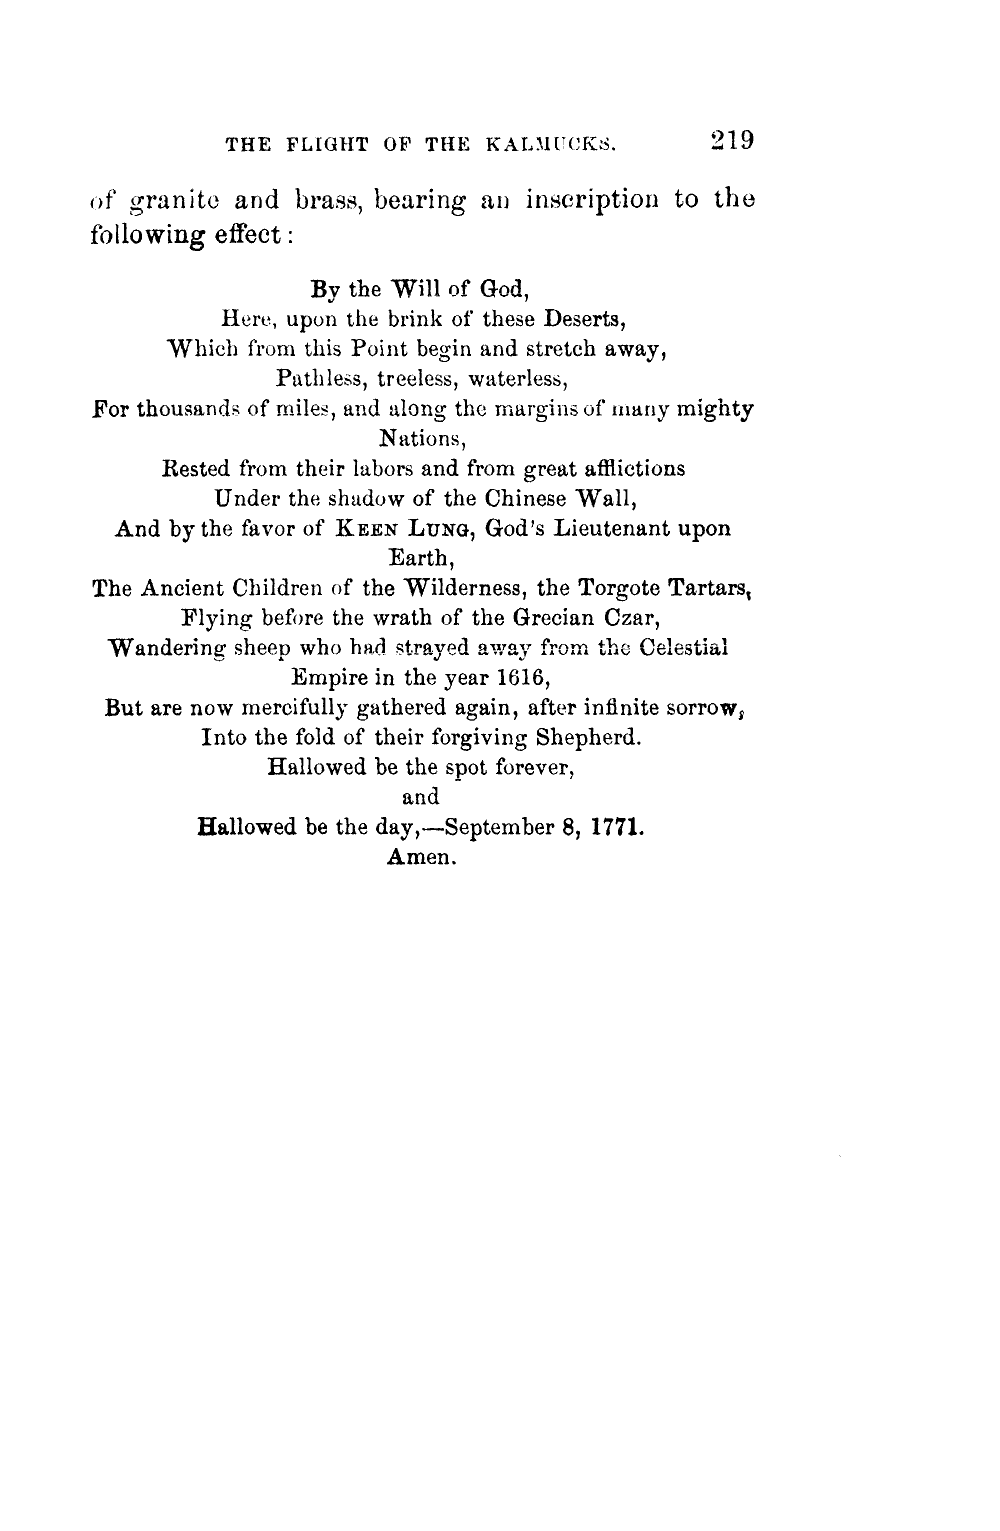 THE FLIGHT OF THE KALMUCKS. 219
of granite and brass, bearing an inscription to the
following effect:
By the Will of God,
Here, upon the brink of these Deserts,
Which from this Point begin and stretch away,
Pathless, treeless, waterless,
For thousands of miles, and along the margins of many mighty
Nations,
Rested from their labors and from great afflictions
Under the shadow of the Chinese Wall,
And by the favor of KEEN LUNG, God's Lieutenant upon
Earth,
The Ancient Children of the Wilderness, the Torgote Tartars,
Flying before the wrath of the Grecian Czar,
Wandering sheep who had strayed away from the Celestial
Empire in the year 1616,
But are now mercifully gathered again, after infinite sorrow,
Into the fold of their forgiving Shepherd.
Hallowed be the spot forever,
and
Hallowed be the day,—September 8, 1771.
Amen.